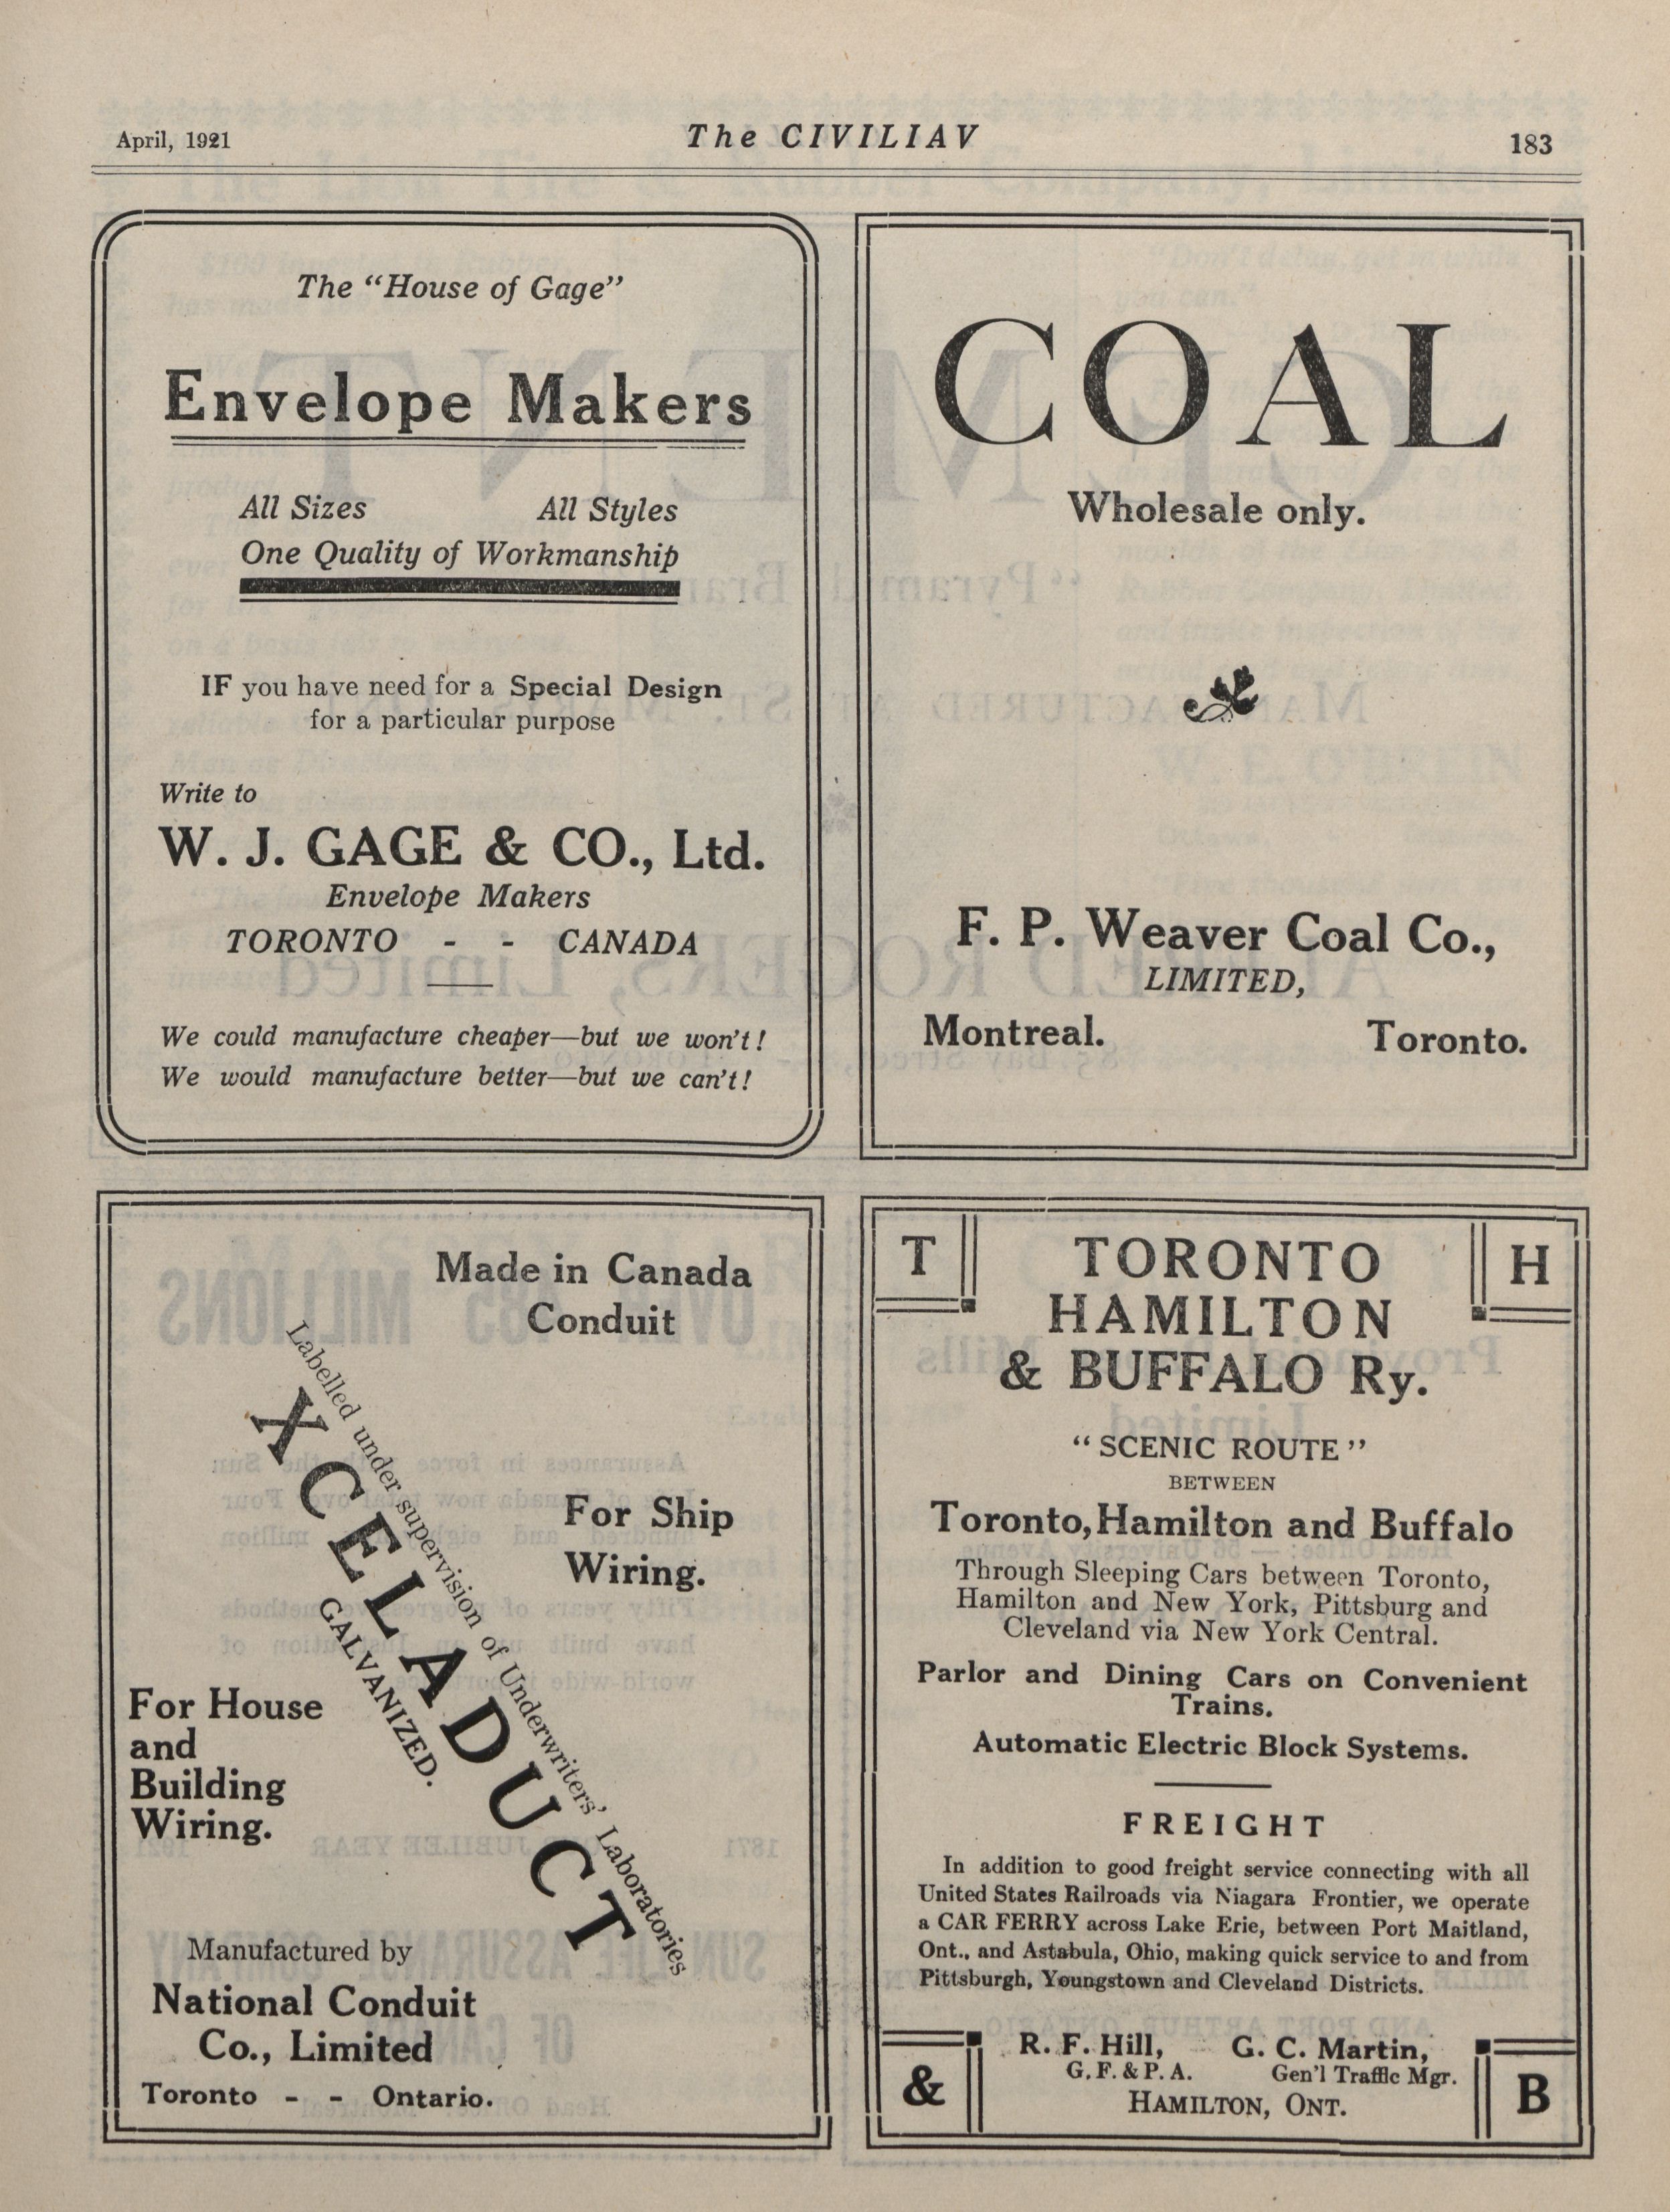 April, 1921
The CIVILIAV
183
The “House of Gage”
Envelope Makers
All Sizes All Styles
One Quality of Workmanship
IF you have need for a Special Design
for a particular purpose
Write to
W. J. GAGE & CO., Ltd.
Envelope Makers
TORONTO - - CANADA
We could manufacture cheaper—but we won't!
We would manufacture better—but we can't!
COAL
Wholesale only.
F. P. Weaver Coal Co.,
LIMITED,
Montreal. Toronto.
Made in Canada
Conduit
Labelled under supervision of Underwriters' Laboratories
XCELADUCT
GALVANIZED.
For Ship
Wiring.
For House
and
Building
Wiring.
Manufactured by
National Conduit
Co., Limited
Toronto - - Ontario.
T
H
TORONTO
HAMILTON
& BUFFALO Ry.
“SCENIC ROUTE”
BETWEEN
Toronto, Hamilton and Buffalo
Through Sleeping Cars between Toronto,
Hamilton and New York, Pittsburg and
Cleveland via New York Central.
Parlor and Dining Cars on Convenient
Trains.
Automatic Electric Block Systems.
FREIGHT
In addition to good freight service connecting with all
United States Railroads via Niagara Frontier, we operate
a CAR FERRY across Lake Erie, between Port Maitland,
Ont., and Astabula, Ohio, making quick service to and from
Pittsburgh, Youngstown and Cleveland Districts.
R. F. Hill, G. C. Martin,
G. F. & P. A. Gen'l Traffic Mgr.
HAMILTON, ONT.
&
B